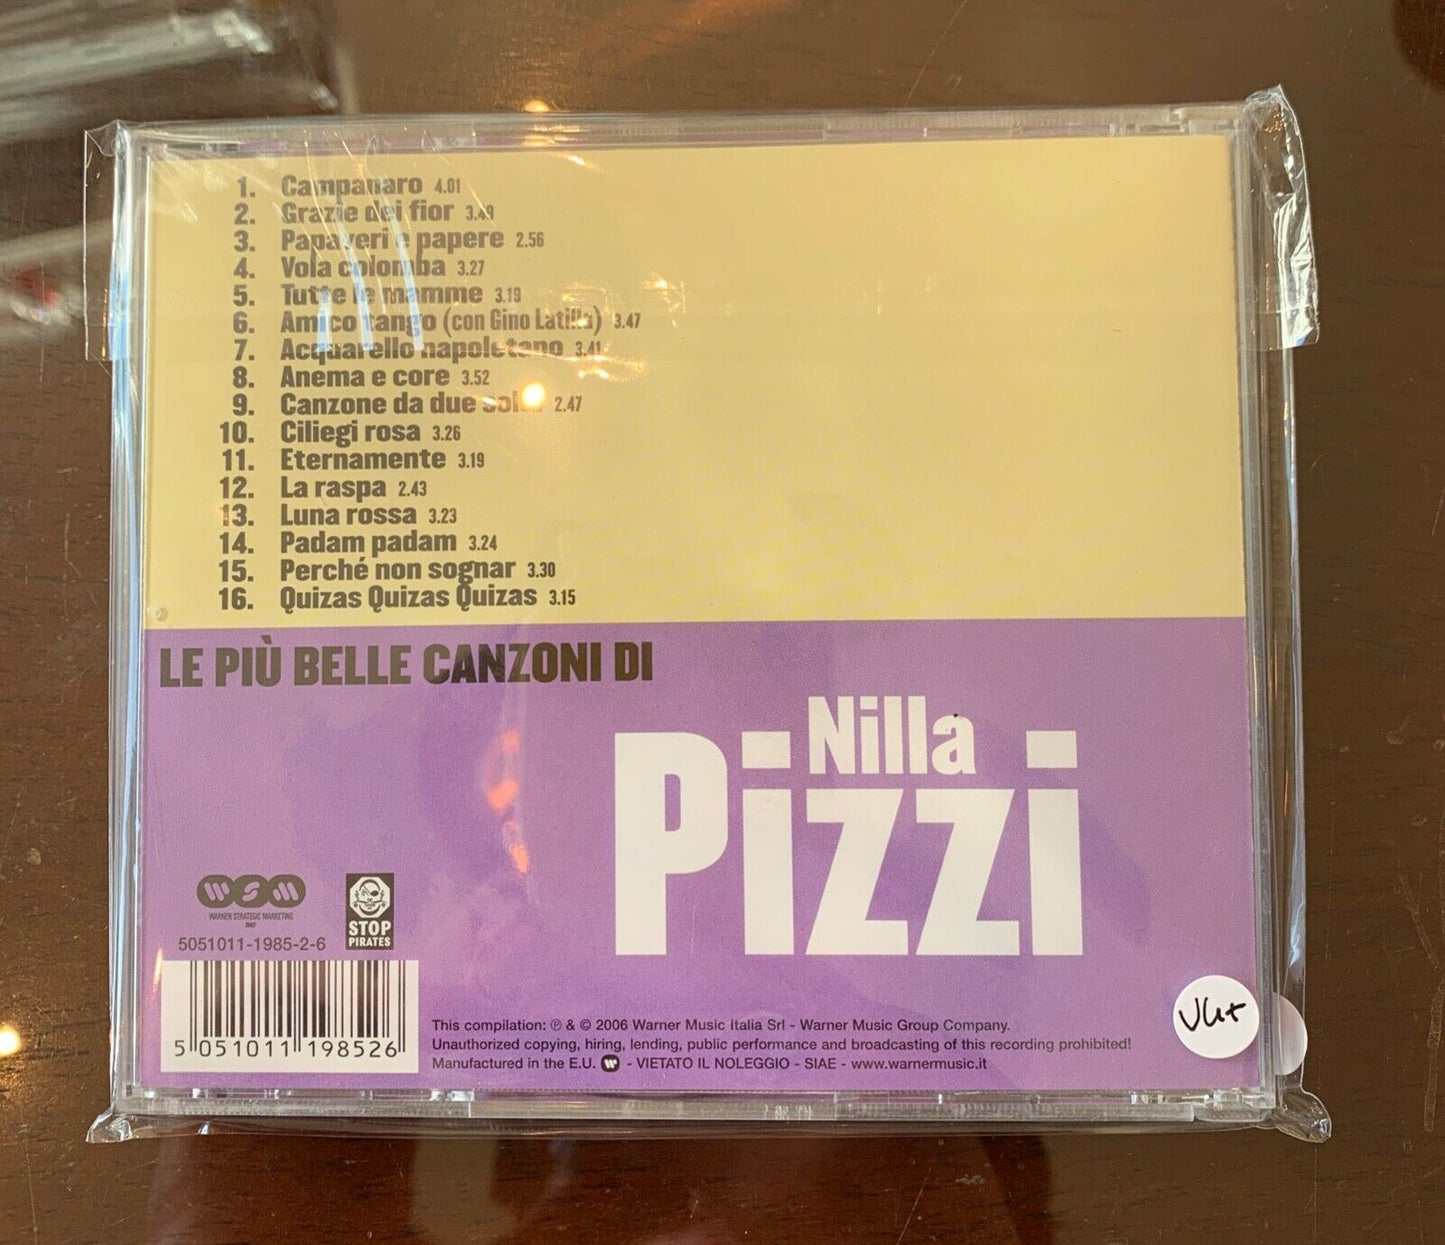 1. Campanaro 4.01
2. Grazie dei fior 3.49
3. Papaveri e papere 2.56
4. Vola colomba 3.27
5. Tutte le mamme 3.19
6. Amico tango (con Gino Latilla) 3.47
7. Acquarello napoletano 3.41
8. Anema e core 3.52
9. Canzone da due 2.47
10. Ciliegi rosa 3.26
11. Eternamente 3.19
12. La raspa 2.43
13. Luna rossa 3.23
14. Padam padam 3.24
15. Perché non sognar 3.30
16. Quizas Quizas Quizas 3.15
LE PIÙ BELLE CANZONI DI
Nilla
Pizzi
WSM
WARNER STRATEGIC MARKETING
ITALY
STOP
PIRATES
5051011-1985-2-6
5 051011 198526
This compilation: ℗ & © 2006 Warner Music Italia Srl - Warner Music Group Company.
Unauthorized copying, hiring, lending, public performance and broadcasting of this recording prohibited!
Manufactured in the E.U. - VIETATO IL NOLEGGIO - SIAE - www.warnermusic.it
VG+